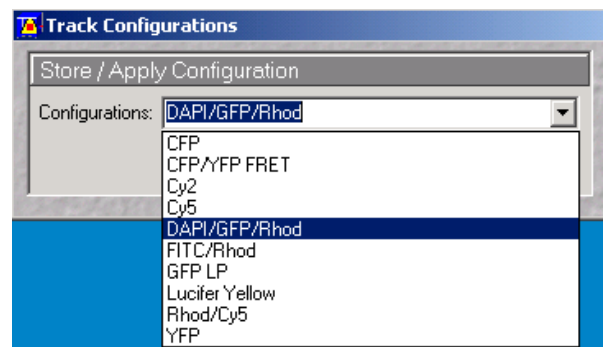 Track Configurations
Store / Apply Configuration
Configurations: DAPI/GFP/Rhod
CFP
CFP/YFP FRET
Cy2
Cy5
DAPI/GFP/Rhod
FITC/Rhod
GFP LP
Lucifer Yellow
Rhod/Cy5
YFP